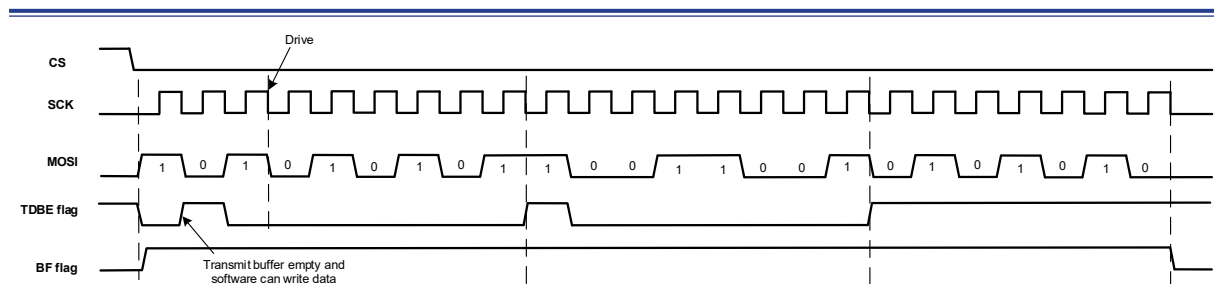 Drive
CS
SCK
MOSI 1 0 1 0 1 0 1 0 1 1 0 0 1 1 0 0 1 0 1 0 1 0 1 0
TDBE flag
BF flag
Transmit buffer empty and
software can write data